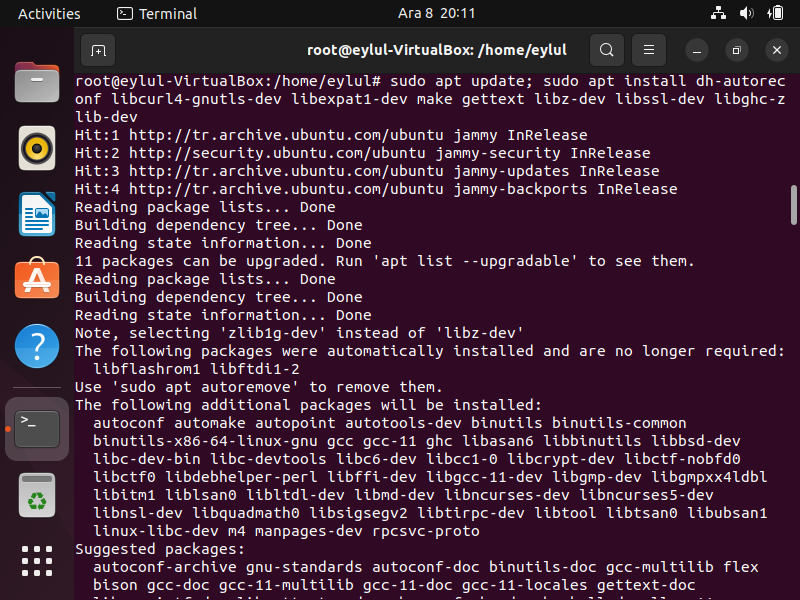 Activities Terminal Ara 8 20:11
root@eylul-VirtualBox: /home/eylul
root@eylul-VirtualBox:/home/eylul# sudo apt update; sudo apt install dh-autorec
onf libcurl4-gnutls-dev libexpat1-dev make gettext libz-dev libssl-dev libghc-z
lib-dev
Hit:1 http://tr.archive.ubuntu.com/ubuntu jammy InRelease
Hit:2 http://security.ubuntu.com/ubuntu jammy-security InRelease
Hit:3 http://tr.archive.ubuntu.com/ubuntu jammy-updates InRelease
Hit:4 http://tr.archive.ubuntu.com/ubuntu jammy-backports InRelease
Reading package lists... Done
Building dependency tree... Done
Reading state information... Done
11 packages can be upgraded. Run 'apt list --upgradable' to see them.
Reading package lists... Done
Building dependency tree... Done
Reading state information... Done
Note, selecting 'zlib1g-dev' instead of 'libz-dev'
The following packages were automatically installed and are no longer required:
  libflashrom1 libftdi1-2
Use 'sudo apt autoremove' to remove them.
The following additional packages will be installed:
  autoconf automake autopoint autotools-dev binutils binutils-common
  binutils-x86-64-linux-gnu gcc gcc-11 ghc libasan6 libbinutils libbsd-dev
  libc-dev-bin libc-devtools libc6-dev libcc1-0 libcrypt-dev libctf-nobfd0
  libctf0 libdebhelper-perl libffi-dev libgcc-11-dev libgmp-dev libgmpxx4ldbl
  libitm1 liblsan0 libltdl-dev libmd-dev libncurses-dev libncurses5-dev
  libnsl-dev libquadmath0 libsigsegv2 libtirpc-dev libtool libtsan0 libubsan1
  linux-libc-dev m4 manpages-dev rpcsvc-proto
Suggested packages:
  autoconf-archive gnu-standards autoconf-doc binutils-doc gcc-multilib flex
  bison gcc-doc gcc-11-multilib gcc-11-doc gcc-11-locales gettext-doc